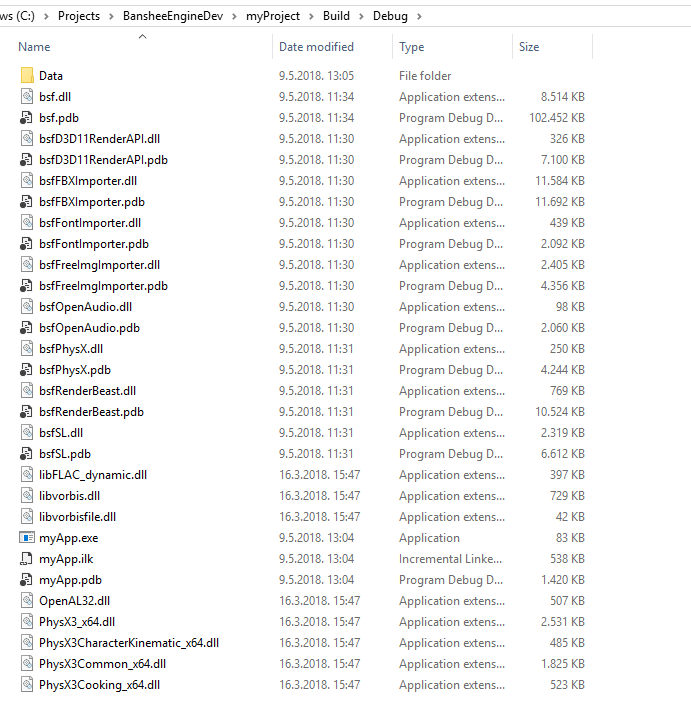 ws (C:) > Projects > BansheeEngineDev > myProject > Build > Debug >
Name Date modified Type Size
Data 9.5.2018. 13:05 File folder
bsf.dll 9.5.2018. 11:34 Application extens... 8.514 KB
bsf.pdb 9.5.2018. 11:34 Program Debug D... 102.452 KB
bsfD3D11RenderAPI.dll 9.5.2018. 11:30 Application extens... 326 KB
bsfD3D11RenderAPI.pdb 9.5.2018. 11:30 Program Debug D... 7.100 KB
bsfFBXImporter.dll 9.5.2018. 11:30 Application extens... 11.584 KB
bsfFBXImporter.pdb 9.5.2018. 11:30 Program Debug D... 11.692 KB
bsfFontImporter.dll 9.5.2018. 11:30 Application extens... 439 KB
bsfFontImporter.pdb 9.5.2018. 11:30 Program Debug D... 2.092 KB
bsfFreeImgImporter.dll 9.5.2018. 11:30 Application extens... 2.405 KB
bsfFreeImgImporter.pdb 9.5.2018. 11:30 Program Debug D... 4.356 KB
bsfOpenAudio.dll 9.5.2018. 11:30 Application extens... 98 KB
bsfOpenAudio.pdb 9.5.2018. 11:30 Program Debug D... 2.060 KB
bsfPhysX.dll 9.5.2018. 11:31 Application extens... 250 KB
bsfPhysX.pdb 9.5.2018. 11:31 Program Debug D... 4.244 KB
bsfRenderBeast.dll 9.5.2018. 11:31 Application extens... 769 KB
bsfRenderBeast.pdb 9.5.2018. 11:31 Program Debug D... 10.524 KB
bsfSL.dll 9.5.2018. 11:31 Application extens... 2.319 KB
bsfSL.pdb 9.5.2018. 11:31 Program Debug D... 6.612 KB
libFLAC_dynamic.dll 16.3.2018. 15:47 Application extens... 397 KB
libvorbis.dll 16.3.2018. 15:47 Application extens... 729 KB
libvorbisfile.dll 16.3.2018. 15:47 Application extens... 42 KB
myApp.exe 9.5.2018. 13:04 Application 83 KB
myApp.ilk 9.5.2018. 13:04 Incremental Linke... 538 KB
myApp.pdb 9.5.2018. 13:04 Program Debug D... 1.420 KB
OpenAL32.dll 16.3.2018. 15:47 Application extens... 507 KB
PhysX3_x64.dll 16.3.2018. 15:47 Application extens... 2.531 KB
PhysX3CharacterKinematic_x64.dll 16.3.2018. 15:47 Application extens... 485 KB
PhysX3Common_x64.dll 16.3.2018. 15:47 Application extens... 1.825 KB
PhysX3Cooking_x64.dll 16.3.2018. 15:47 Application extens... 523 KB